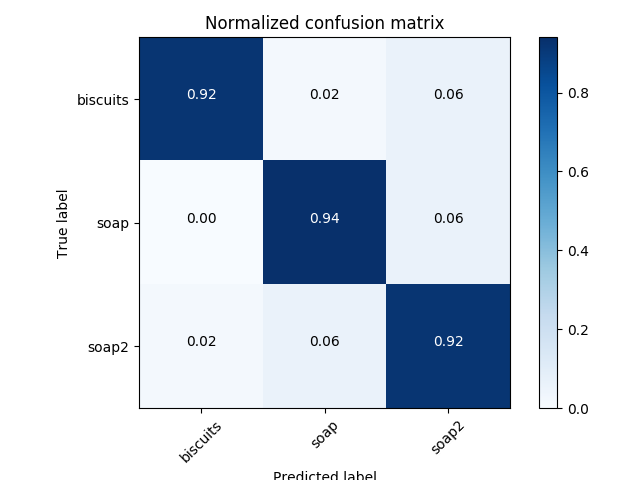 Normalized confusion matrix
True label
biscuits 0.92 0.02 0.06
soap 0.00 0.94 0.06
soap2 0.02 0.06 0.92
biscuits soap soap2
Predicted label
0.8
0.6
0.4
0.2
0.0